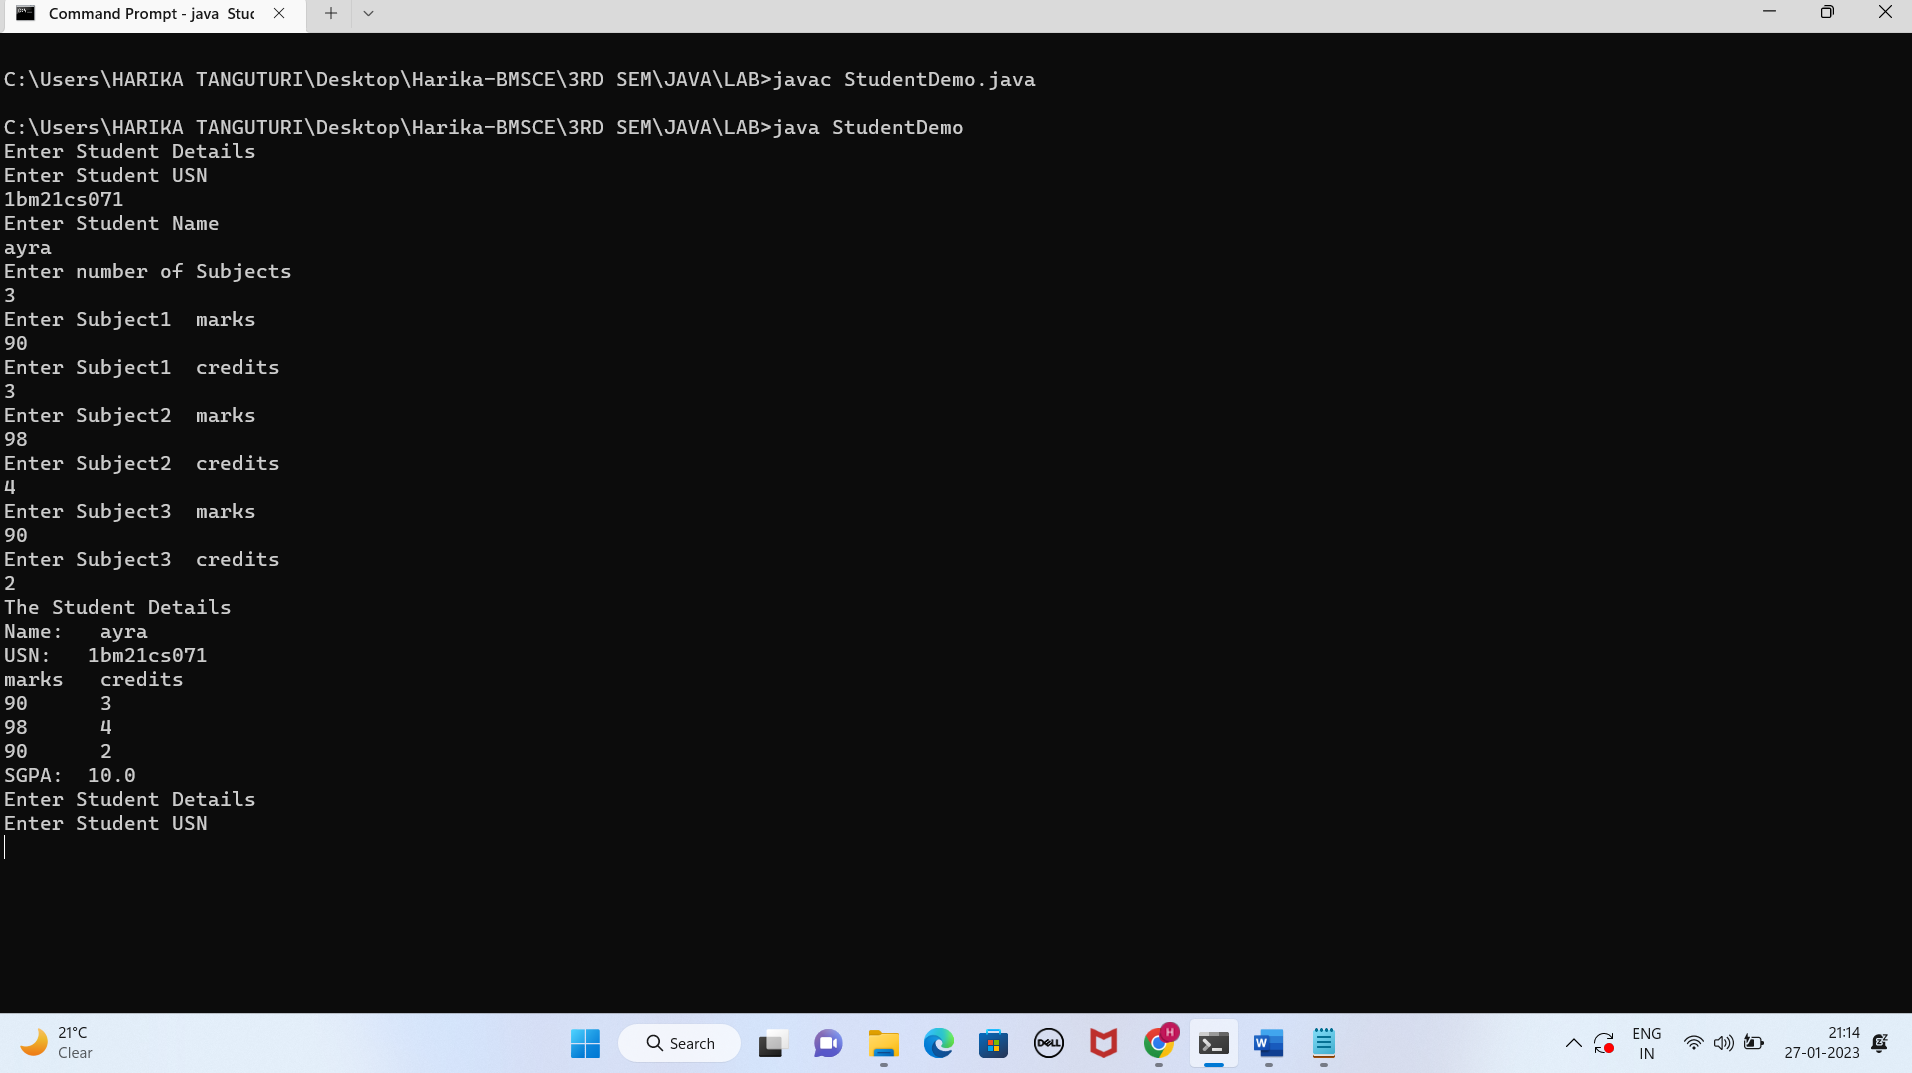 Command Prompt - java Stu
C:\Users\HARIKA TANGUTURI\Desktop\Harika-BMSCE\3RD SEM\JAVA\LAB>javac StudentDemo.java
C:\Users\HARIKA TANGUTURI\Desktop\Harika-BMSCE\3RD SEM\JAVA\LAB>java StudentDemo
Enter Student Details
Enter Student USN
1bm21cs071
Enter Student Name
ayra
Enter number of Subjects
3
Enter Subject1  marks
90
Enter Subject1  credits
3
Enter Subject2  marks
98
Enter Subject2  credits
4
Enter Subject3  marks
90
Enter Subject3  credits
2
The Student Details
Name:   ayra
USN:   1bm21cs071
marks   credits
90      3
98      4
90      2
SGPA:  10.0
Enter Student Details
Enter Student USN
21°C
Clear
Search
DELL
H
W
ENG
IN
21:14
27-01-2023